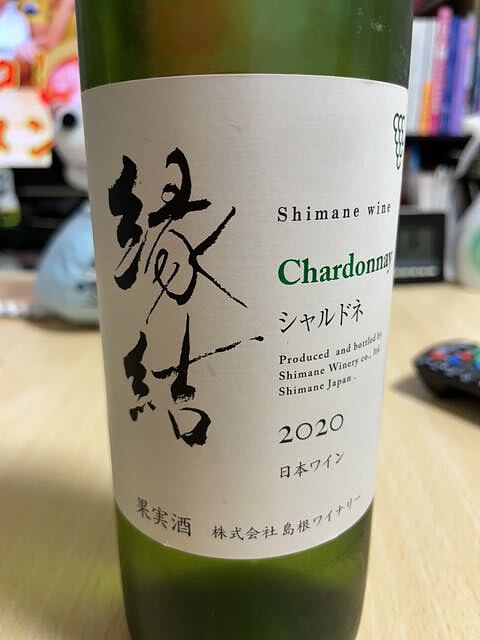 縁結
Shimane wine
Chardonnay
シャルドネ
Produced and bottled by
Shimane Winery co., ltd.
Shimane Japan.
2020
日本ワイン
果実酒 株式会社島根ワイナリー